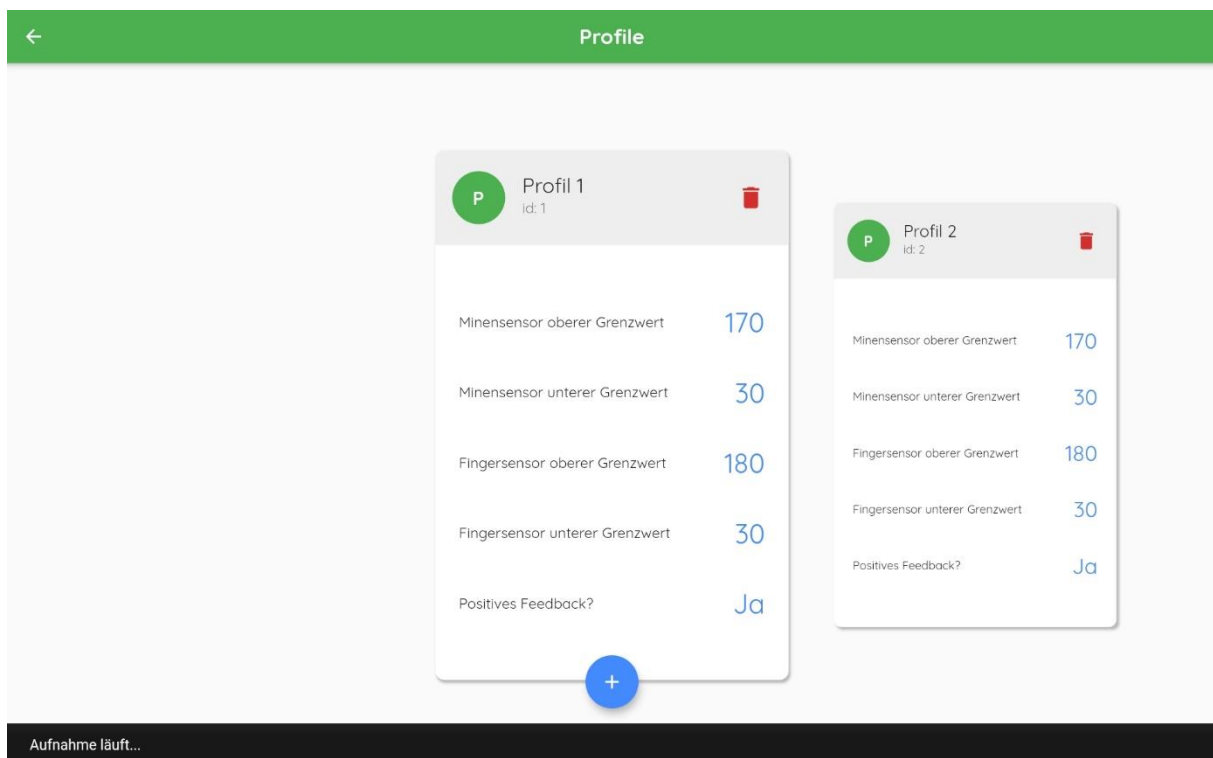 Profile
P
Profil 1
id: 1
Minensensor oberer Grenzwert 170
Minensensor unterer Grenzwert 30
Fingersensor oberer Grenzwert 180
Fingersensor unterer Grenzwert 30
Positives Feedback? Ja
+
P
Profil 2
id: 2
Minensensor oberer Grenzwert 170
Minensensor unterer Grenzwert 30
Fingersensor oberer Grenzwert 180
Fingersensor unterer Grenzwert 30
Positives Feedback? Ja
Aufnahme läuft...